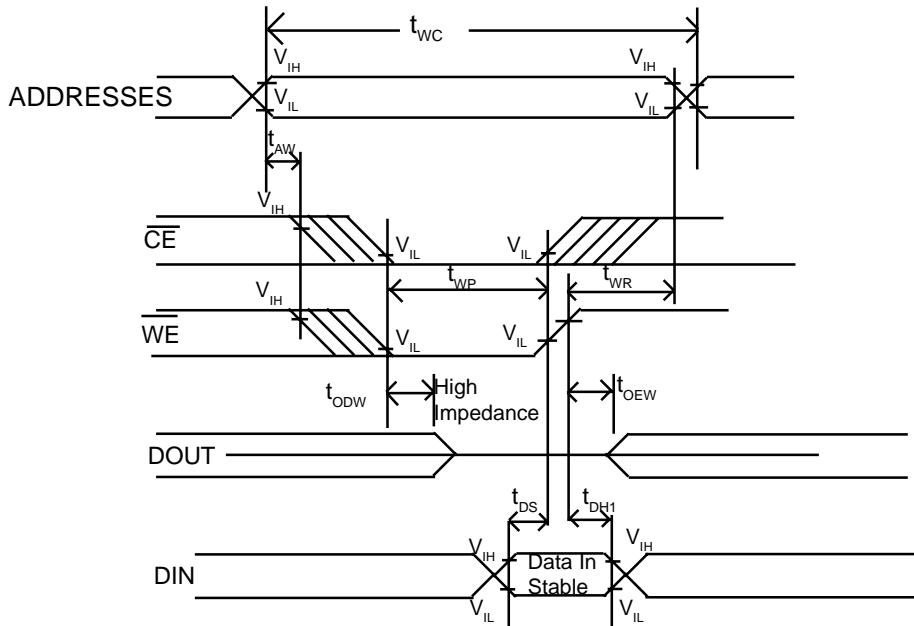 tWC
VIH
VIH
ADDRESSES
VIL
VIL
tAW
VIH
CE
VIL
VIL
tWP
tWR
VIH
WE
VIL
VIL
tODW
High
Impedance
tOEW
DOUT
tDS
tDH1
VIH
VIH
DIN
Data In
Stable
VIL
VIL